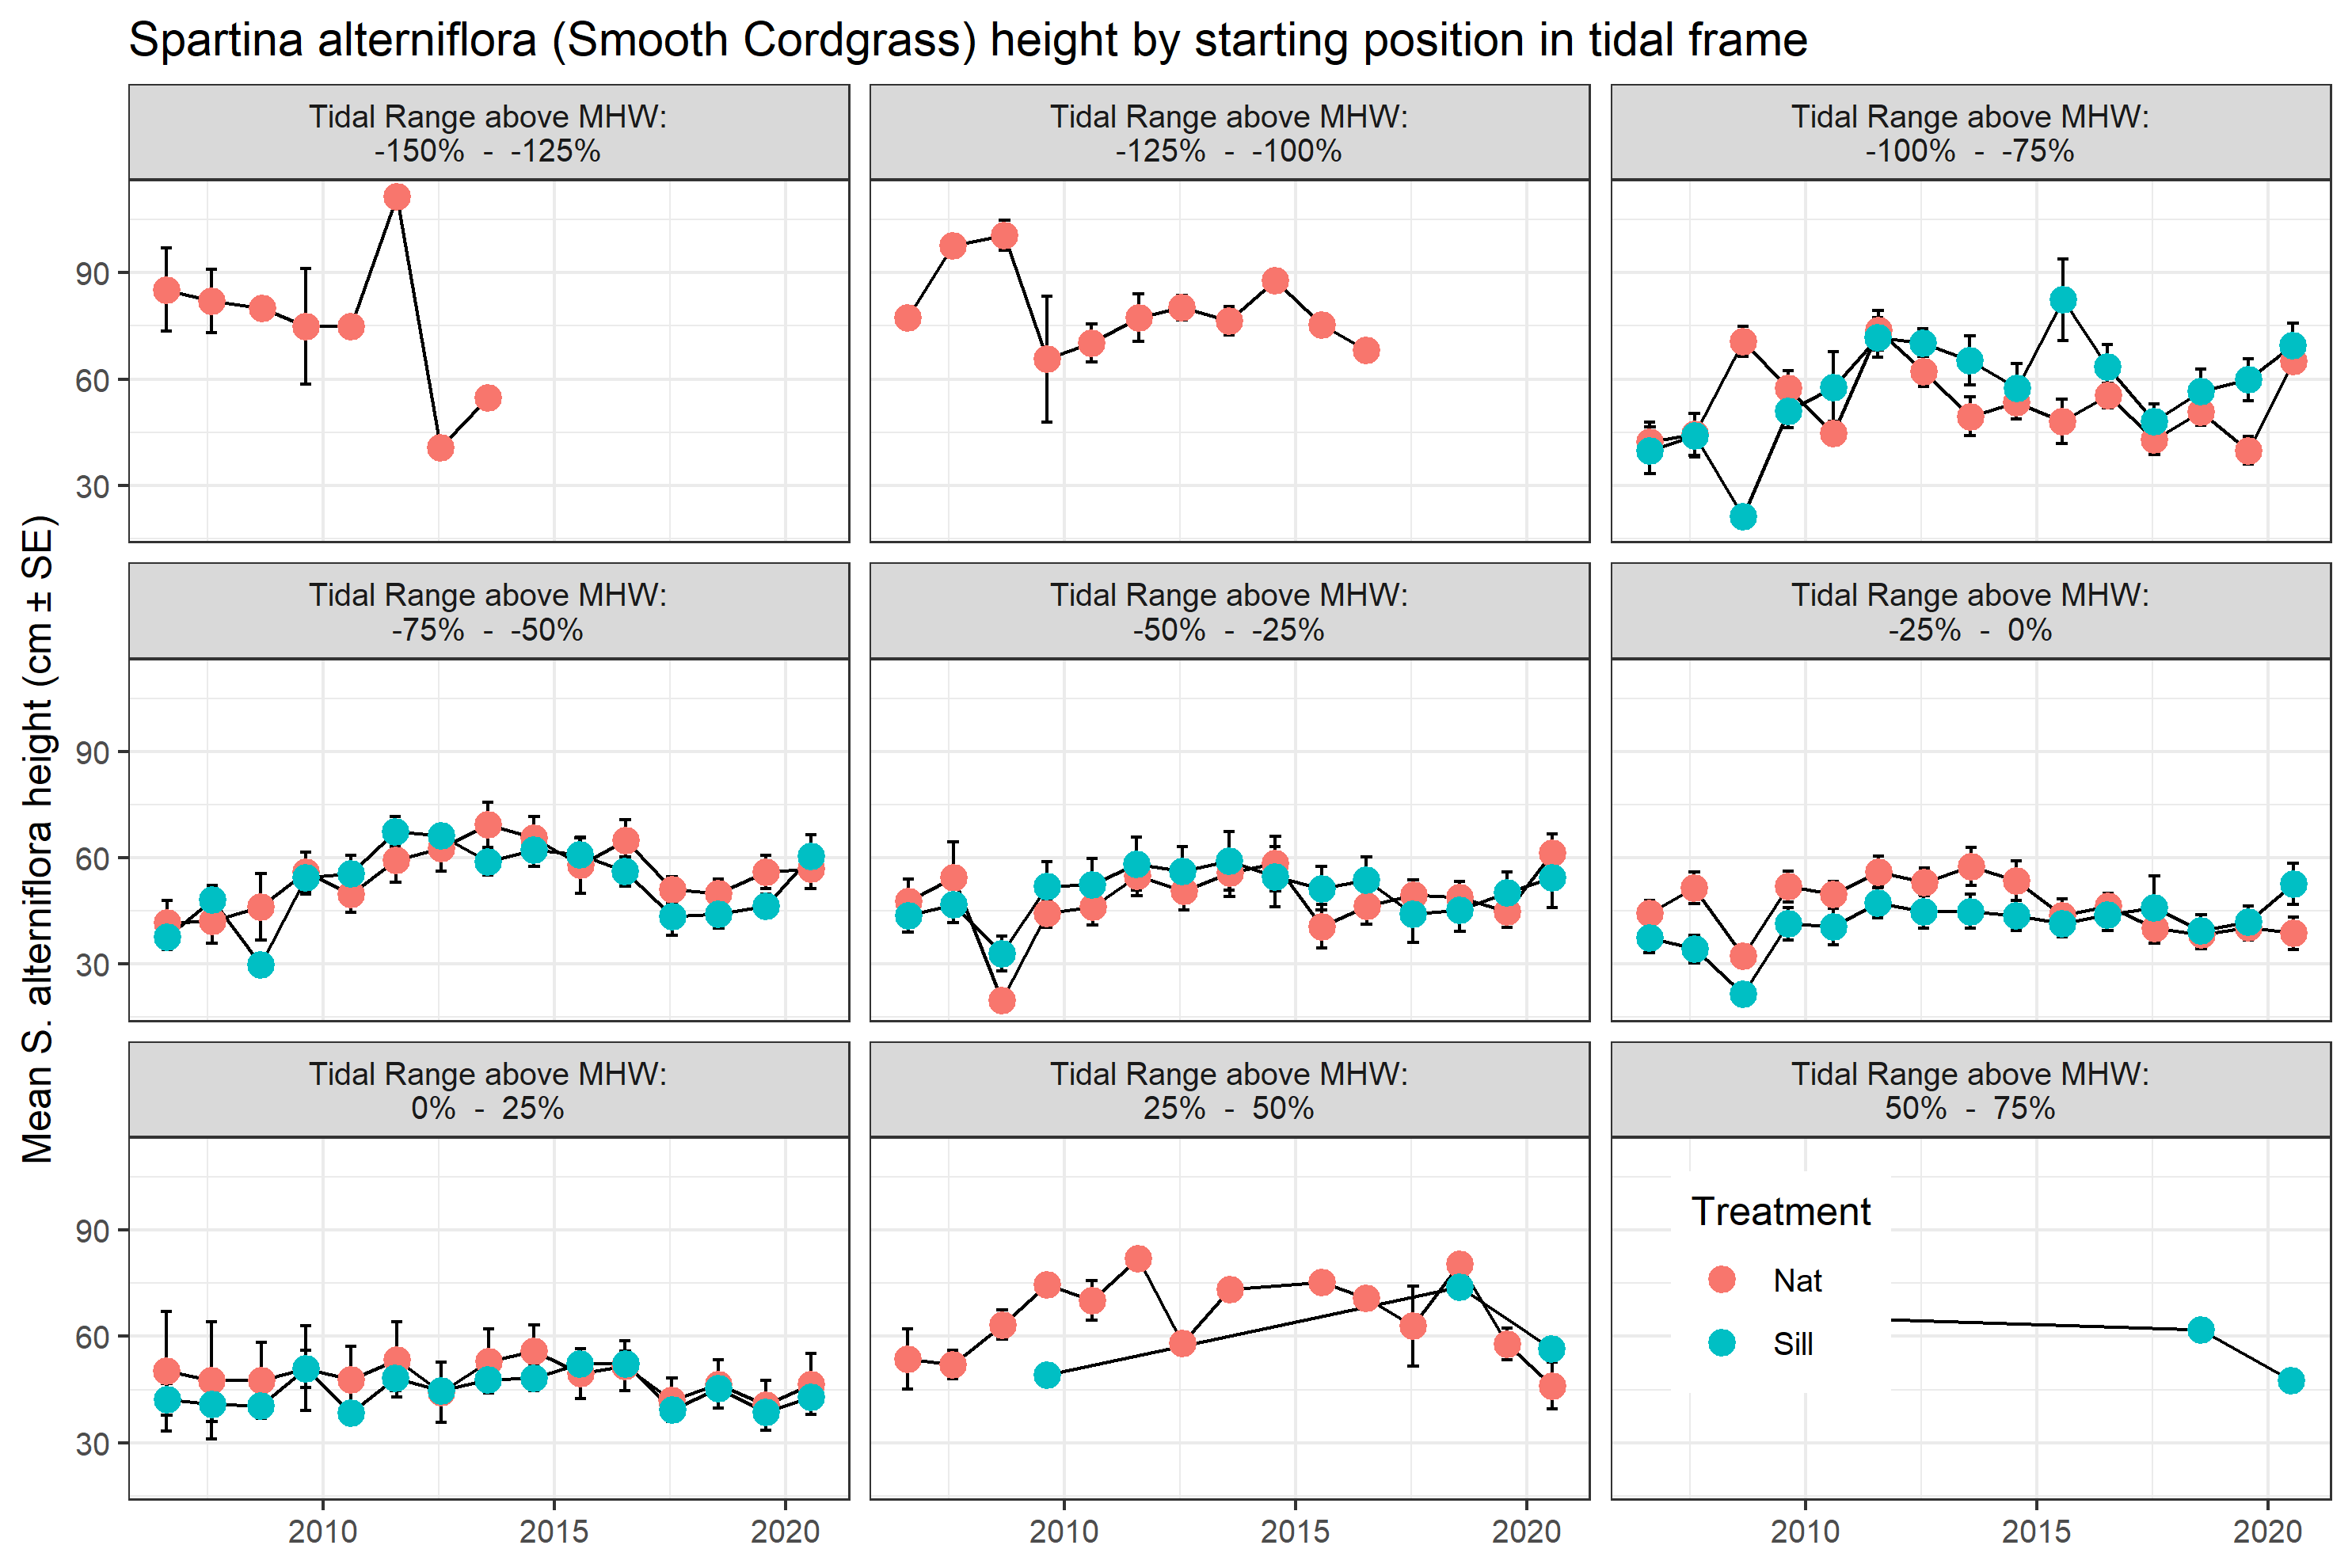 Spartina alterniflora (Smooth Cordgrass) height by starting position in tidal frame
Tidal Range above MHW:
-150%  -  -125%
Tidal Range above MHW:
-125%  -  -100%
Tidal Range above MHW:
-100%  -  -75%
90
60
30
Tidal Range above MHW:
-75%  -  -50%
Tidal Range above MHW:
-50%  -  -25%
Tidal Range above MHW:
-25%  -  0%
90
60
30
Mean S. alterniflora height (cm ± SE)
Tidal Range above MHW:
0%  -  25%
Tidal Range above MHW:
25%  -  50%
Tidal Range above MHW:
50%  -  75%
90
60
30
Treatment
Nat
Sill
2010 2015 2020
2010 2015 2020
2010 2015 2020